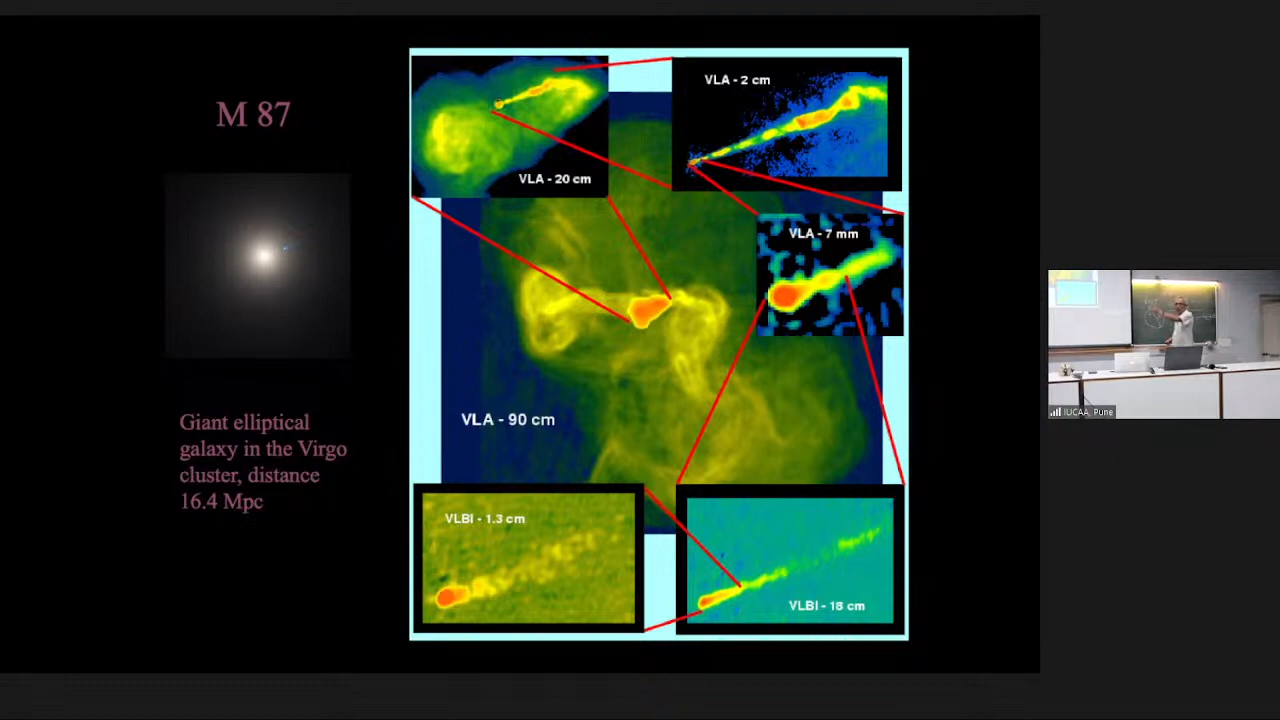 M 87
Giant elliptical
galaxy in the Virgo
cluster, distance
16.4 Mpc
VLA - 20 cm
VLA - 2 cm
VLA - 7 mm
VLA - 90 cm
VLBI - 1.3 cm
VLBI - 18 cm
IUCAA, Pune